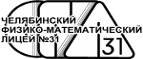 ЧЕЛЯБИНСКИЙ
ФИЗИКО-МАТЕМАТИЧЕСКИЙ
ЛИЦЕЙ №31
31